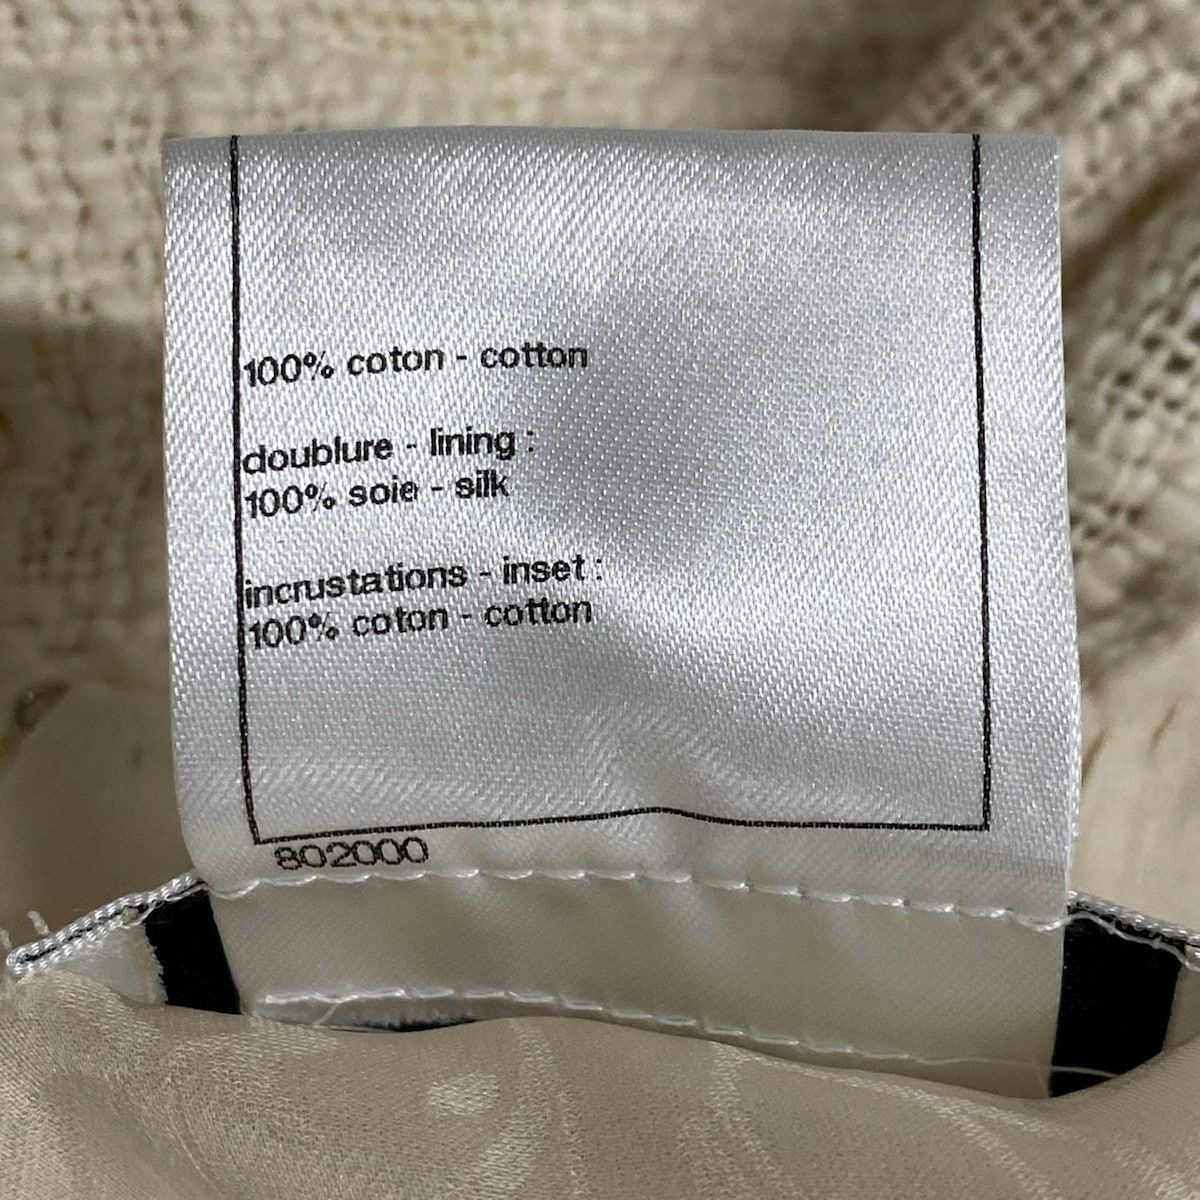 100% coton - cotton
doublure - lining :
100% soie - silk
incrustations - inset :
100% coton - cotton
802000